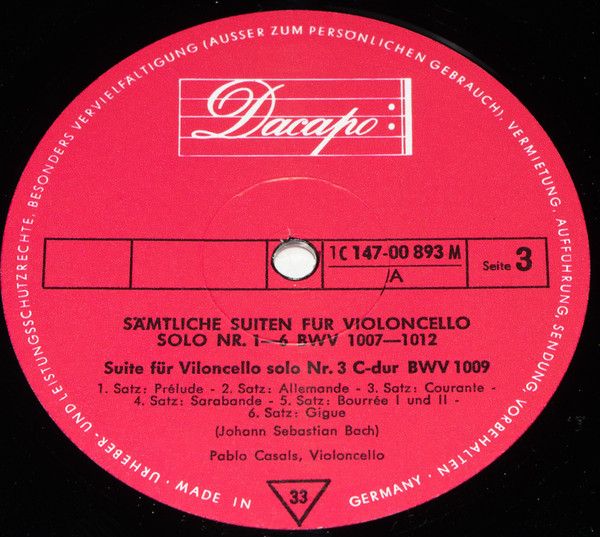 URHEBER- UND LEISTUNGSSCHUTZRECHTE, BESONDERS VERVIELFÄLTIGUNG (AUSSER ZUM PERSÖNLICHEN GEBRAUCH), VERMIETUNG, AUFFÜHRUNG, SENDUNG, VORBEHALTEN · MADE IN GERMANY ·
Dacapo
1C 147-00 893 M
A
Seite 3
SÄMTLICHE SUITEN FÜR VIOLONCELLO
SOLO NR. 1—6 BWV 1007—1012
Suite für Viloncello solo Nr. 3 C-dur BWV 1009
1. Satz: Prélude - 2. Satz: Allemande - 3. Satz: Courante -
4. Satz: Sarabande - 5. Satz: Bourrée I und II -
6. Satz: Gigue
(Johann Sebastian Bach)
Pablo Casals, Violoncello
33